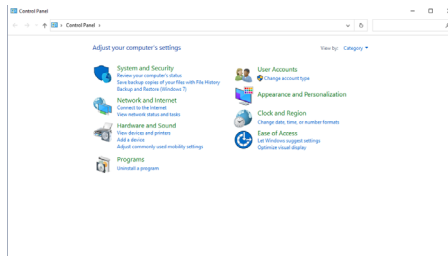 Control Panel
Control Panel
Adjust your computer's settings
View by: Category
System and Security
Review your computer's status
Save backup copies of your files with File History
Backup and Restore (Windows 7)
Network and Internet
Connect to the Internet
View network status and tasks
Hardware and Sound
View devices and printers
Add a device
Adjust commonly used mobility settings
Programs
Uninstall a program
User Accounts
Change account type
Appearance and Personalization
Clock and Region
Change date, time, or number formats
Ease of Access
Let Windows suggest settings
Optimize visual display